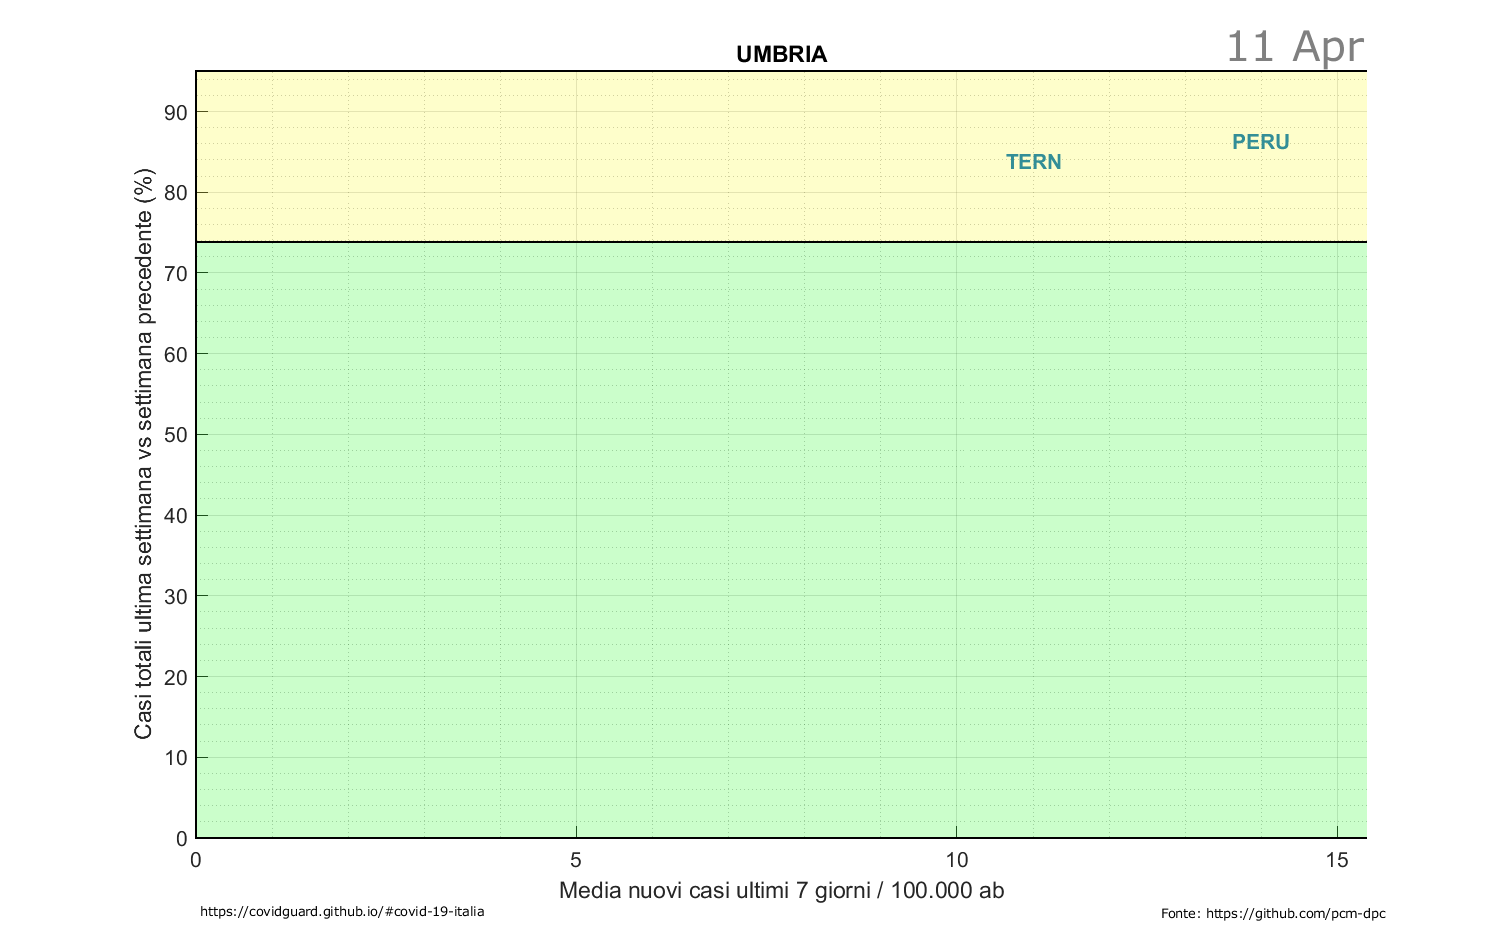 11 Apr
UMBRIA
90
80
70
60
50
40
30
20
10
0
Casi totali ultima settimana vs settimana precedente (%)
PERU
TERN
0 5 10 15
Media nuovi casi ultimi 7 giorni / 100.000 ab
https://covidguard.github.io/#covid-19-italia
Fonte: https://github.com/pcm-dpc